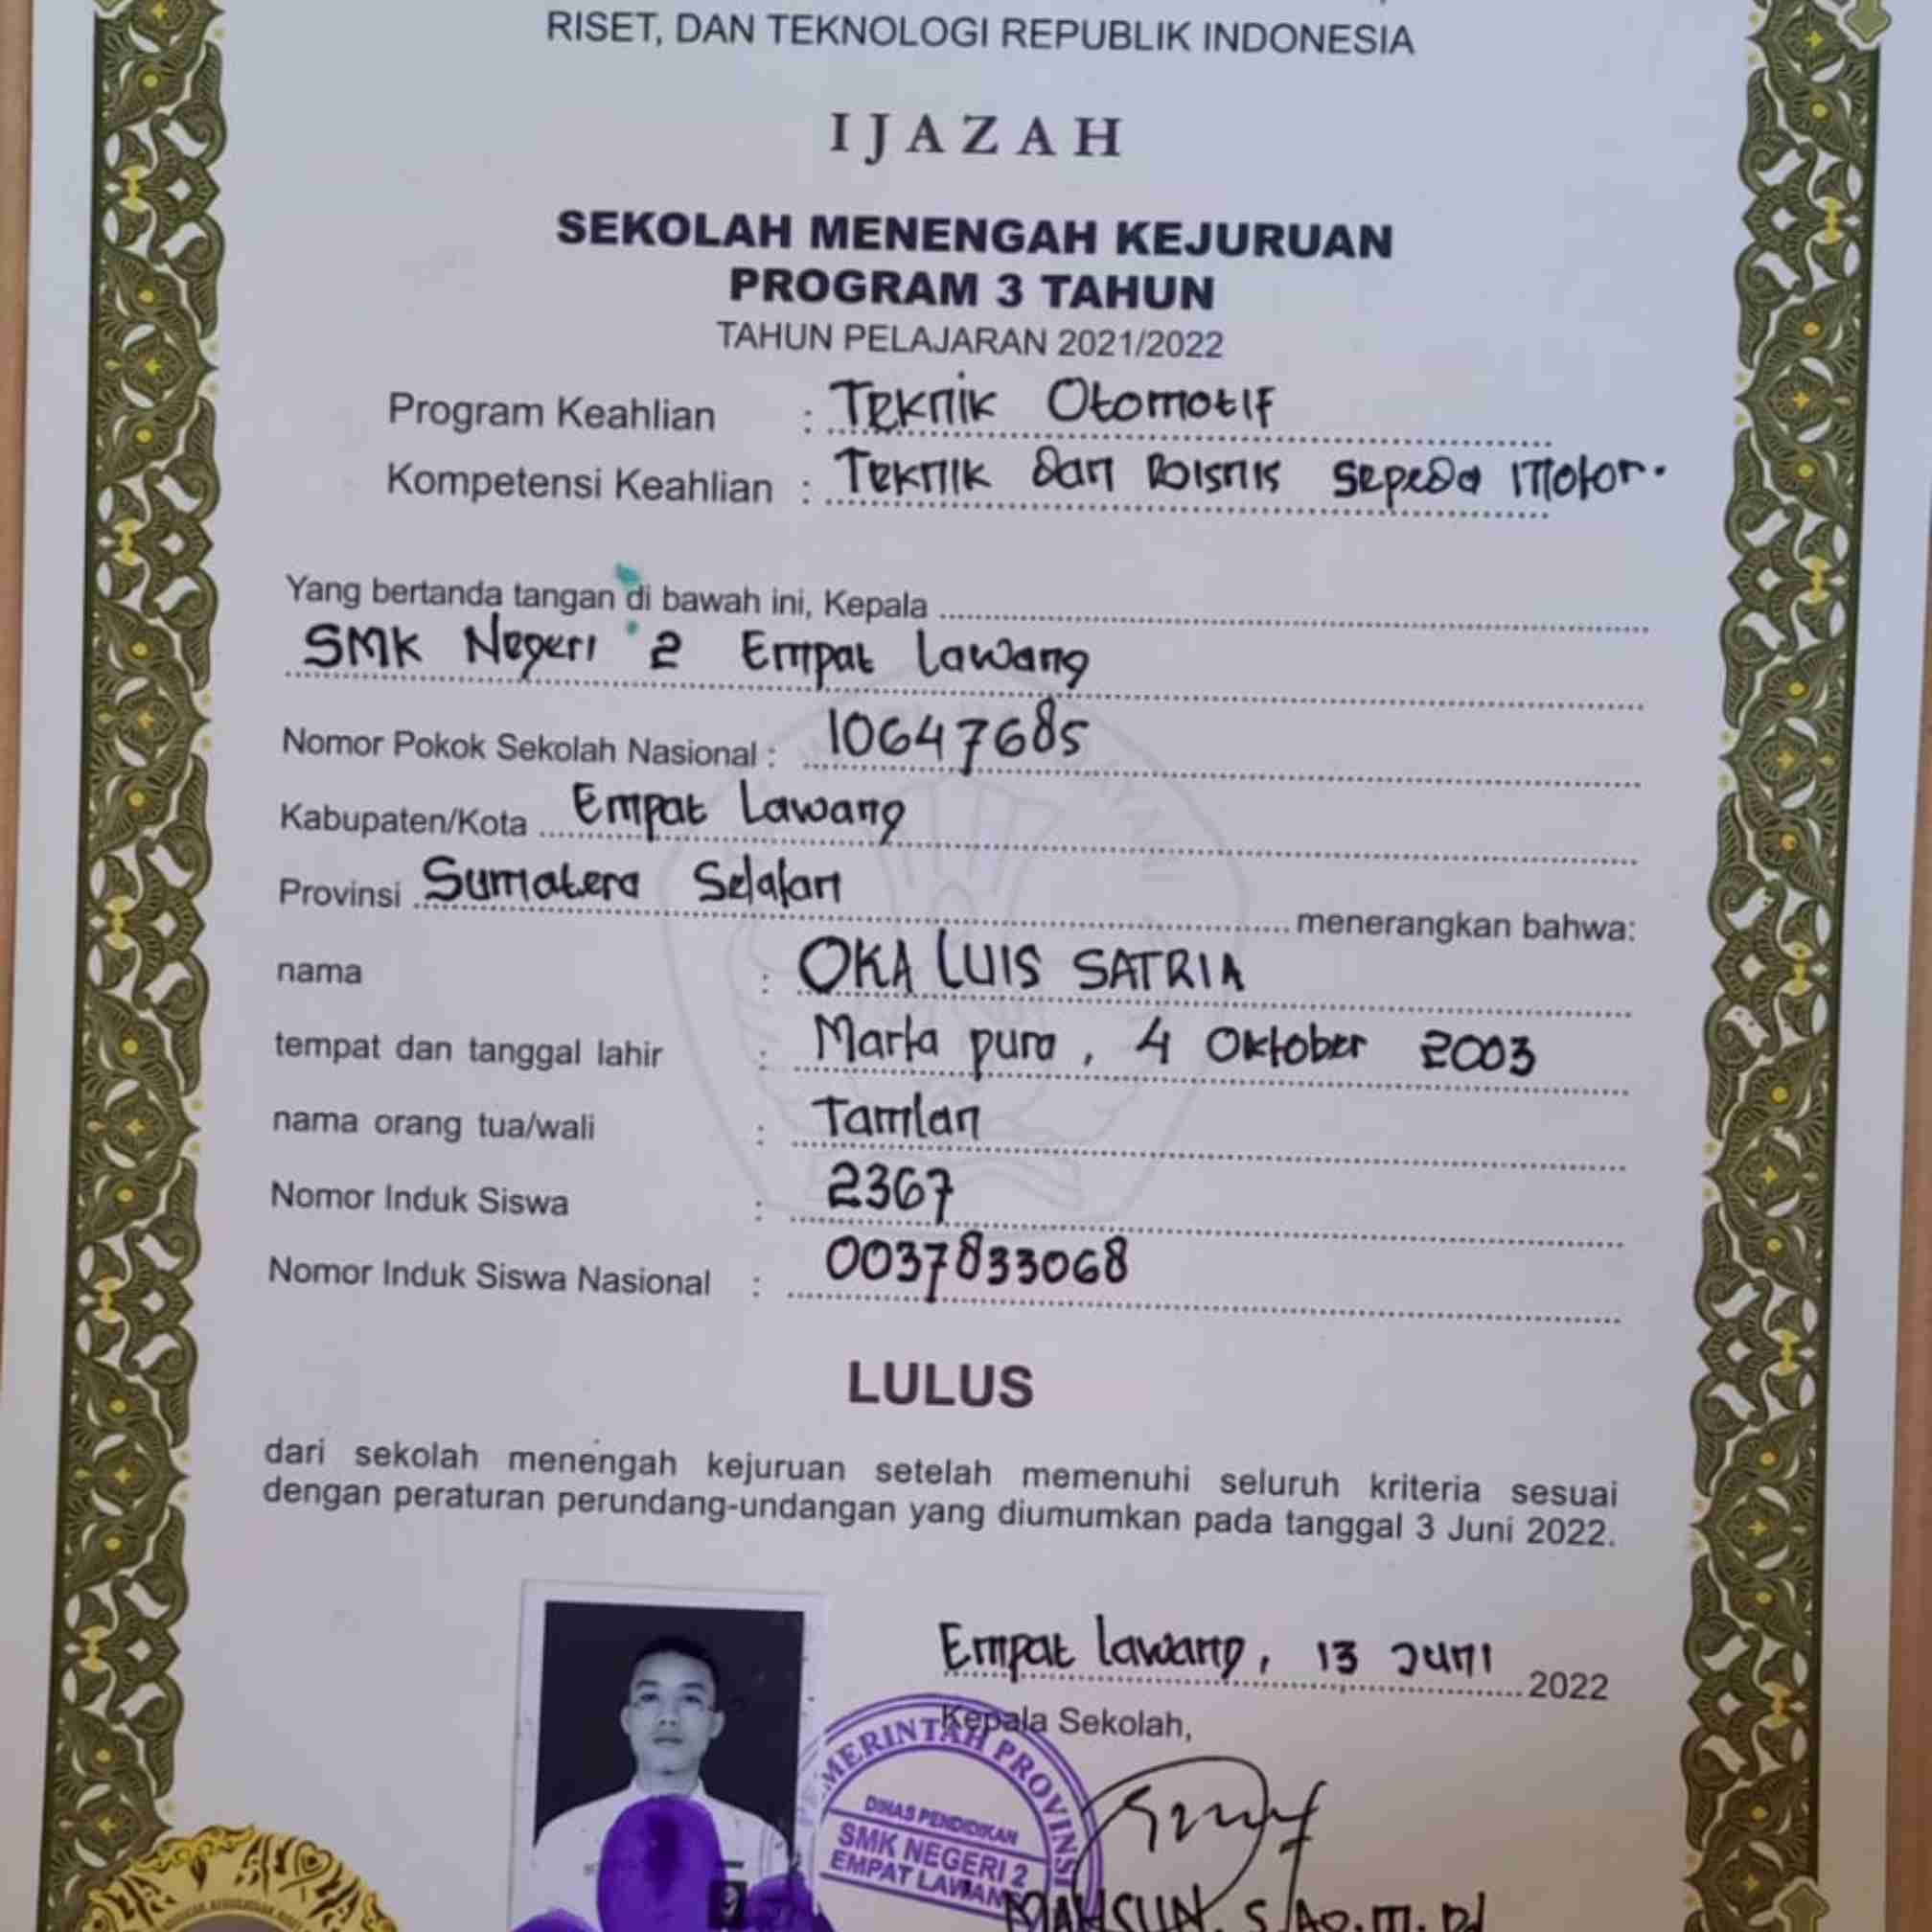 RISET, DAN TEKNOLOGI REPUBLIK INDONESIA
IJAZAH
SEKOLAH MENENGAH KEJURUAN
PROGRAM 3 TAHUN
TAHUN PELAJARAN 2021/2022
Program Keahlian : Teknik Otomotif
Kompetensi Keahlian : Teknik dan Bisnis Sepeda Motor.
Yang bertanda tangan di bawah ini, Kepala
SMK Negeri 2 Empat Lawang
Nomor Pokok Sekolah Nasional : 10647685
Kabupaten/Kota Empat Lawang
Provinsi Sumatera Selatan menerangkan bahwa:
nama : OKA LUIS SATRIA
tempat dan tanggal lahir : Marta pura, 4 Oktober 2003
nama orang tua/wali : Tamlan
Nomor Induk Siswa : 2367
Nomor Induk Siswa Nasional : 0037833068
LULUS
dari sekolah menengah kejuruan setelah memenuhi seluruh kriteria sesuai
dengan peraturan perundang-undangan yang diumumkan pada tanggal 3 Juni 2022.
Empat Lawang, 13 Juni 2022
Kepala Sekolah,
PEMERINTAH PROVINSI
DINAS PENDIDIKAN
SMK NEGERI 2
EMPAT LAWANG
MAHSUN, S.Ag.M.Pd